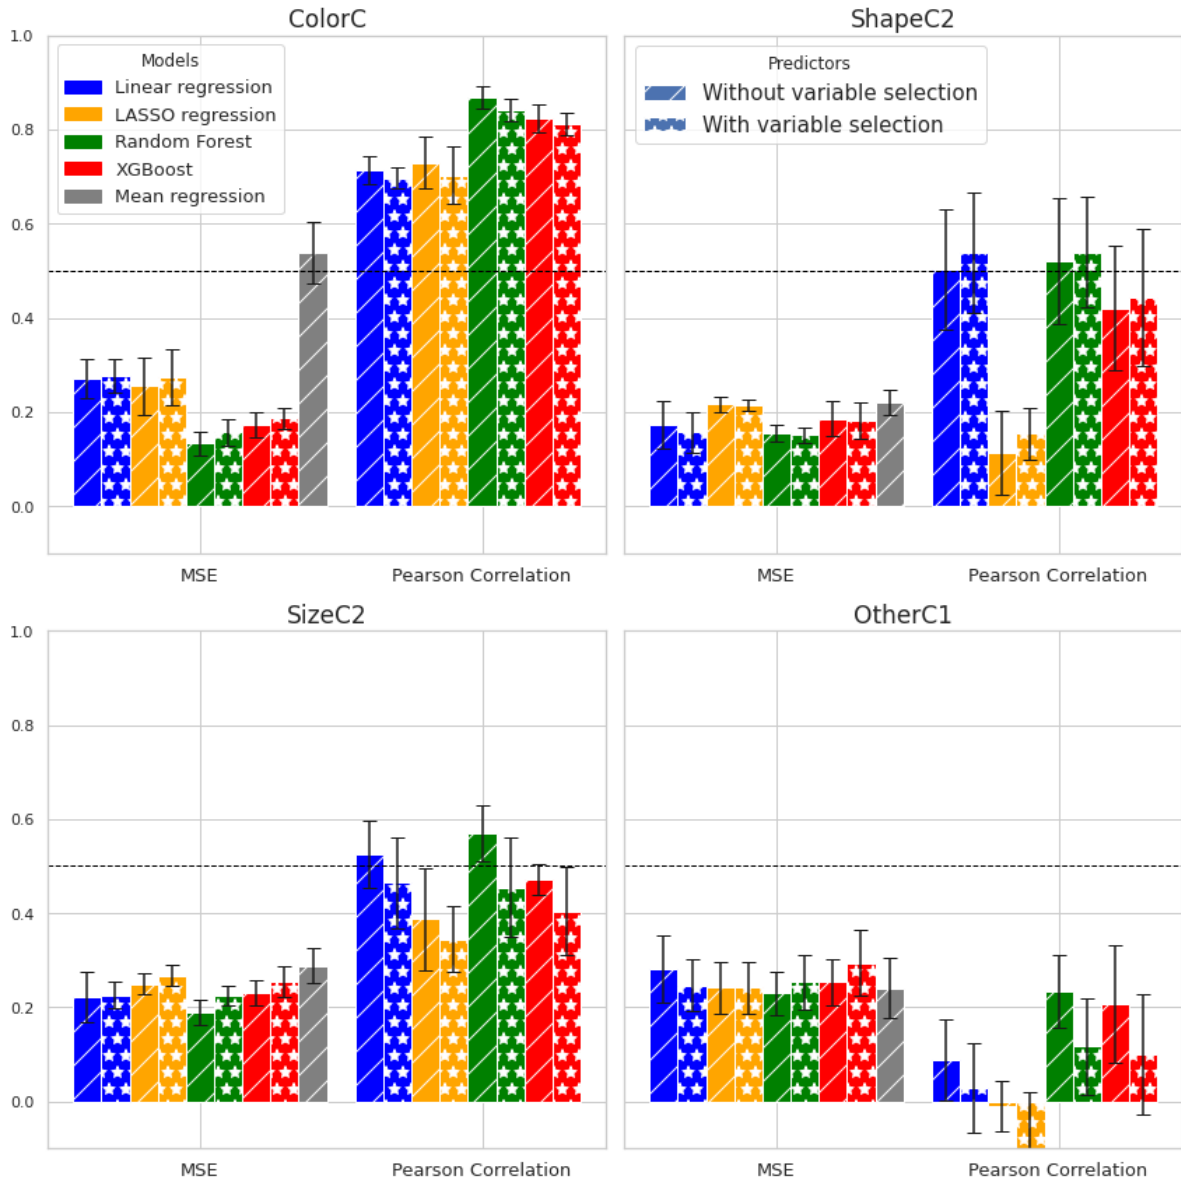 ColorC
ShapeC2
1.0
0.8
0.6
0.4
0.2
0.0
Models
Linear regression
LASSO regression
Random Forest
XGBoost
Mean regression
Predictors
Without variable selection
With variable selection
MSE
Pearson Correlation
MSE
Pearson Correlation
SizeC2
OtherC1
1.0
0.8
0.6
0.4
0.2
0.0
MSE
Pearson Correlation
MSE
Pearson Correlation